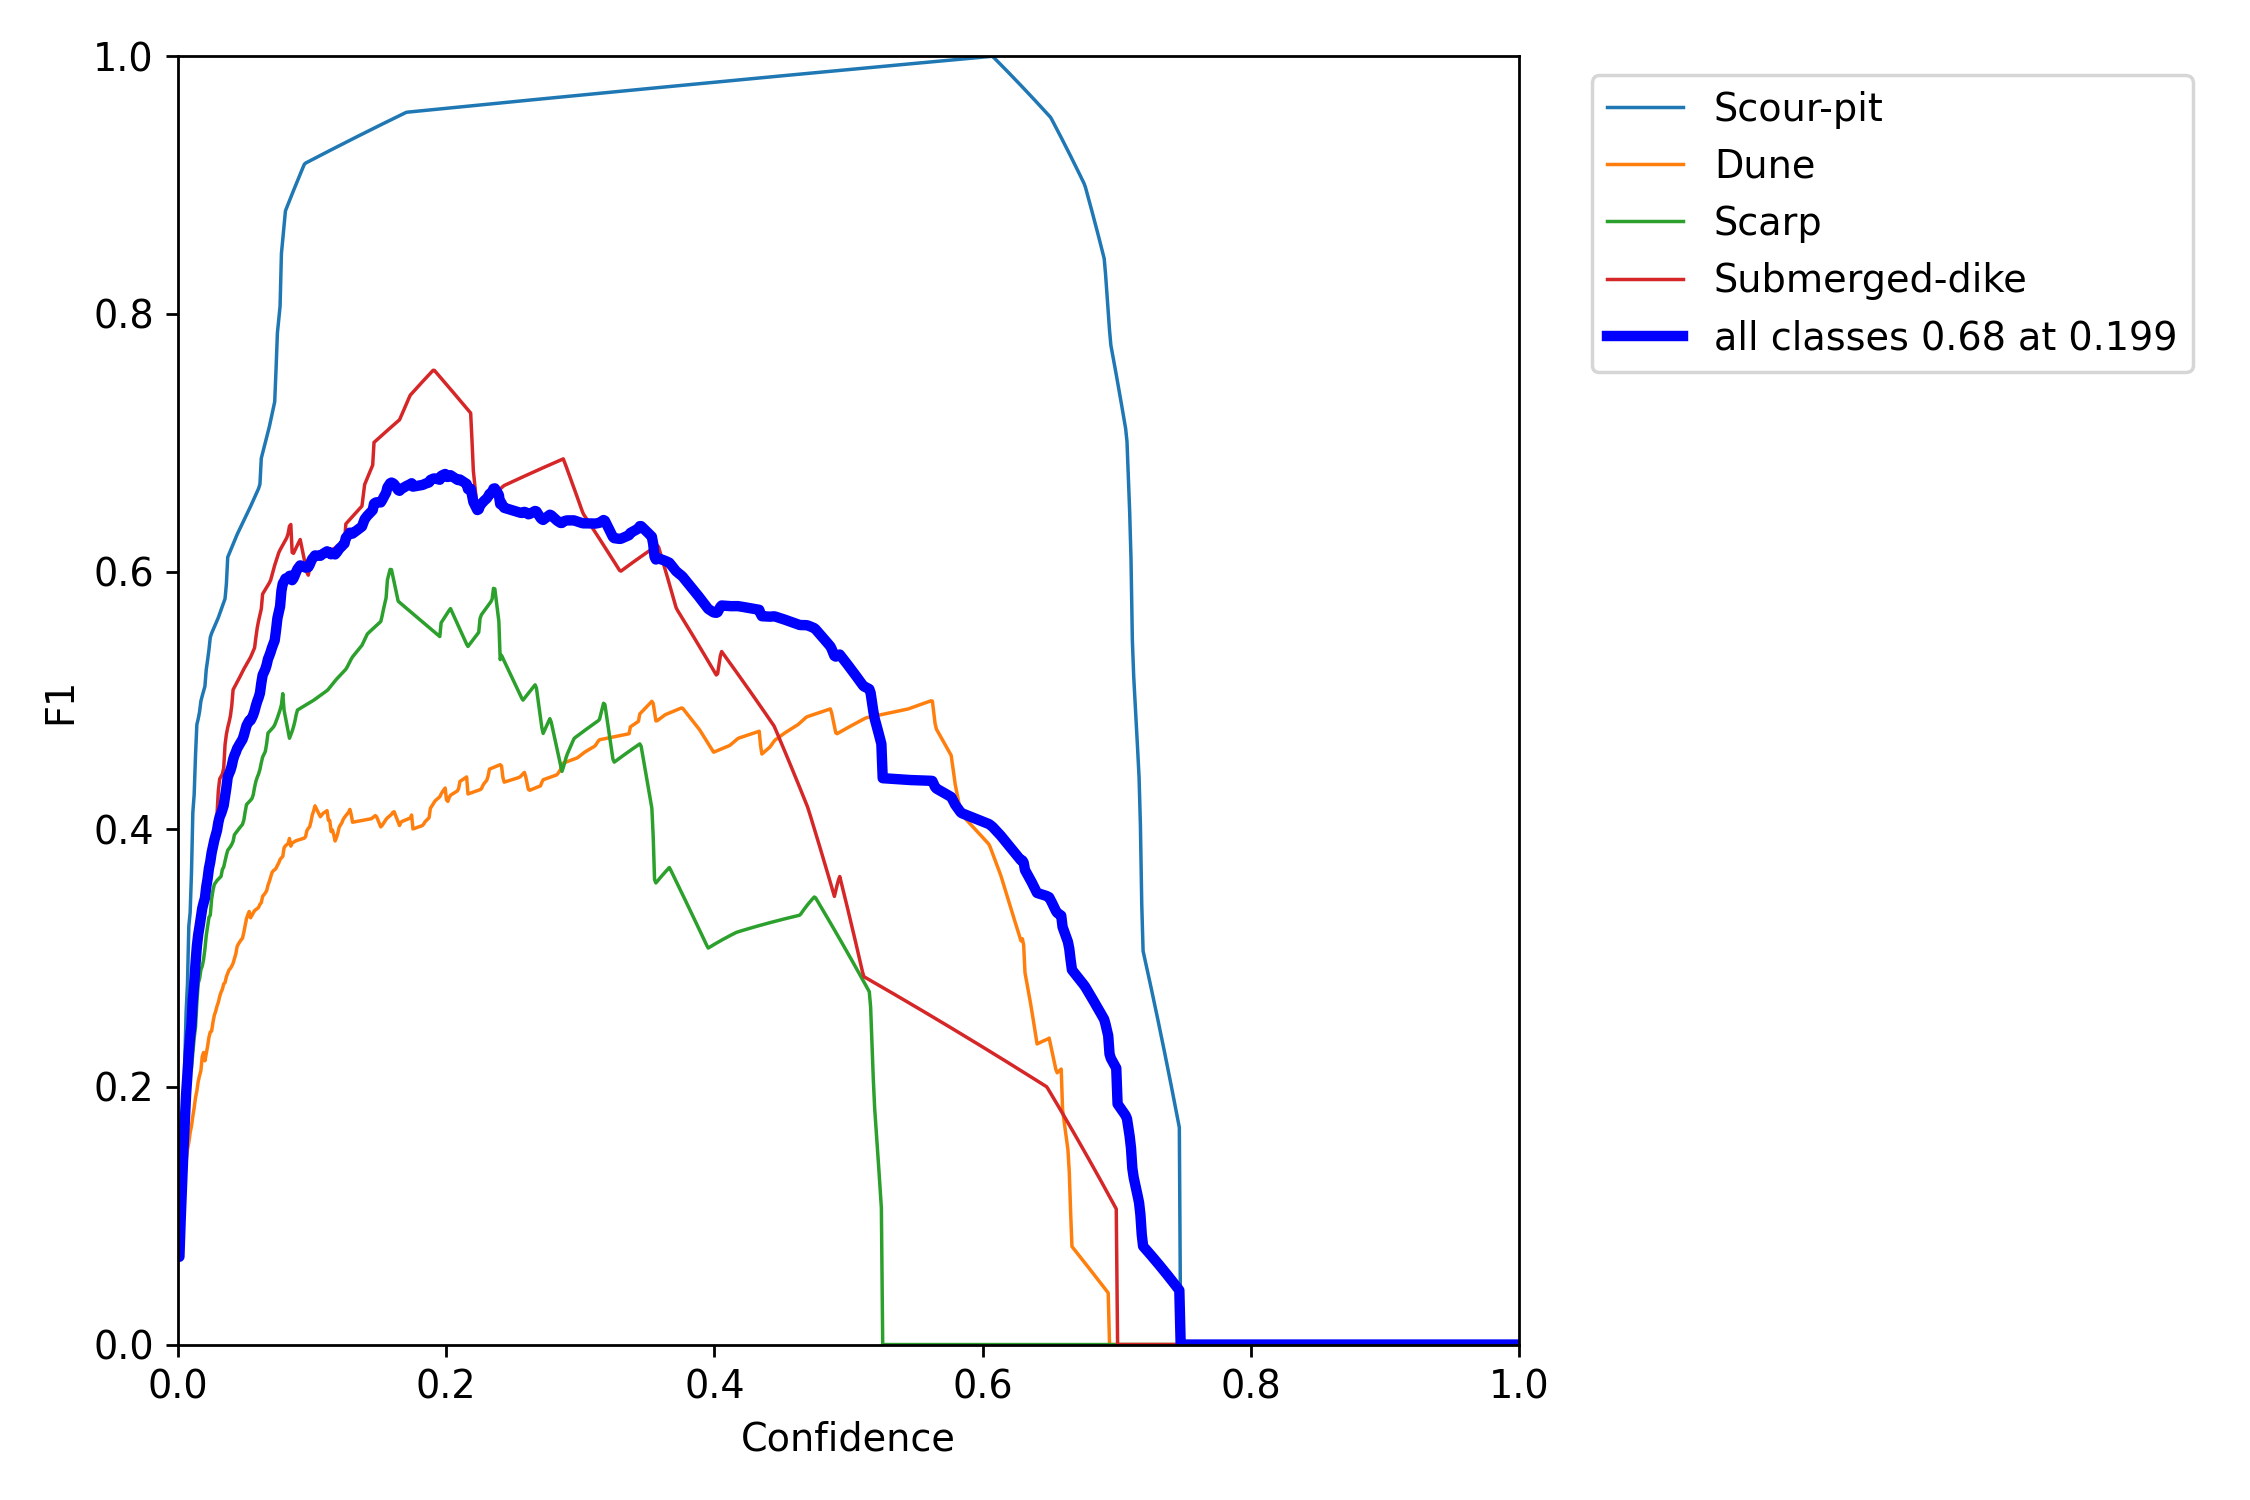 1.0
0.8
0.6
0.4
0.2
0.0
F1
0.0 0.2 0.4 0.6 0.8 1.0
Confidence
Scour-pit
Dune
Scarp
Submerged-dike
all classes 0.68 at 0.199